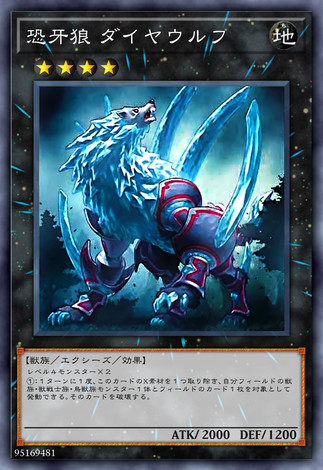 恐牙狼 ダイヤウルフ
地
【獣族／エクシーズ／効果】
レベル４モンスター×２
①：１ターンに１度、このカードのX素材を１つ取り除き、自分フィールドの獣
族・獣戦士族・鳥獣族モンスター１体とフィールドのカード１枚を対象として
発動できる。そのカードを破壊する。
ATK/ 2000 DEF/1200
95169481